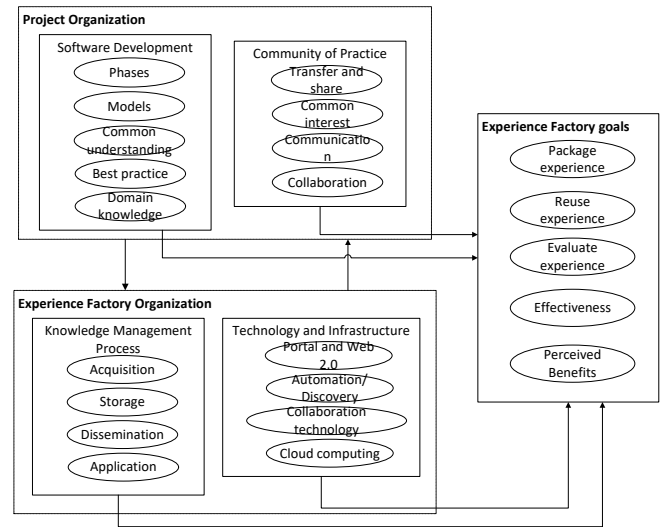 Project Organization
Software Development
Phases
Models
Common
understanding
Best practice
Domain
knowledge
Community of Practice
Transfer and
share
Common
interest
Communicatio
n
Collaboration
Experience Factory goals
Package
experience
Reuse
experience
Evaluate
experience
Effectiveness
Perceived
Benefits
Experience Factory Organization
Knowledge Management
Process
Acquisition
Storage
Dissemination
Application
Technology and Infrastructure
Portal and Web
2.0
Automation/
Discovery
Collaboration
technology
Cloud computing